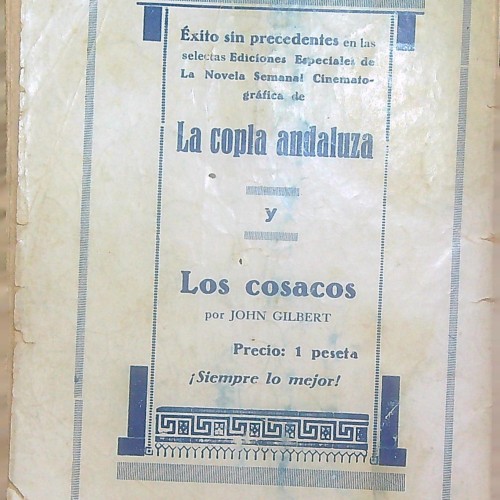 Éxito sin precedentes en las
selectas Ediciones Especiales de
La Novela Semanal Cinemato-
gráfica de
La copla andaluza
y
Los cosacos
por JOHN GILBERT
Precio: 1 peseta
¡Siempre lo mejor!